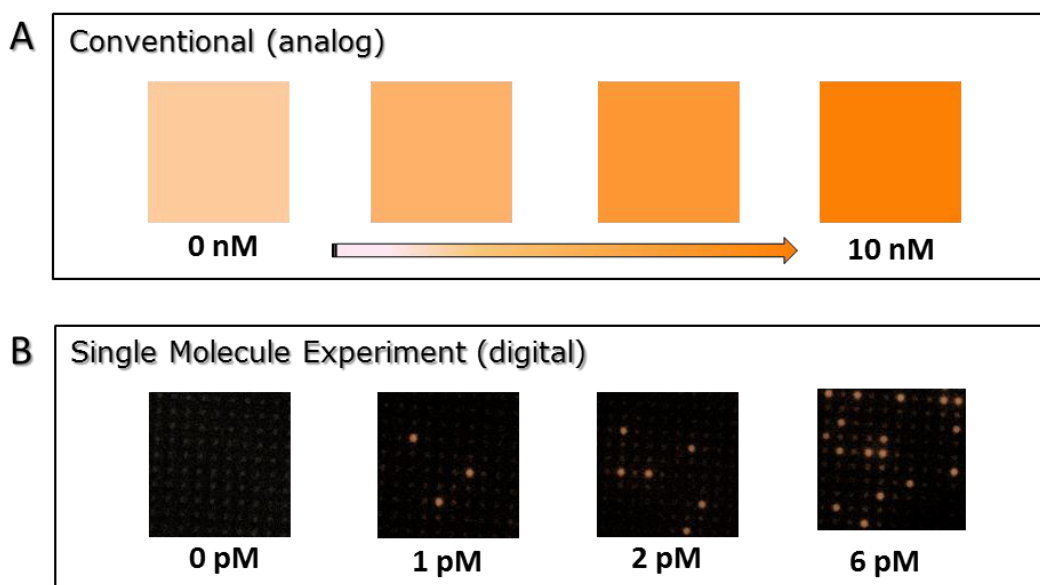 A
Conventional (analog)
0 nM
10 nM
B
Single Molecule Experiment (digital)
0 pM
1 pM
2 pM
6 pM